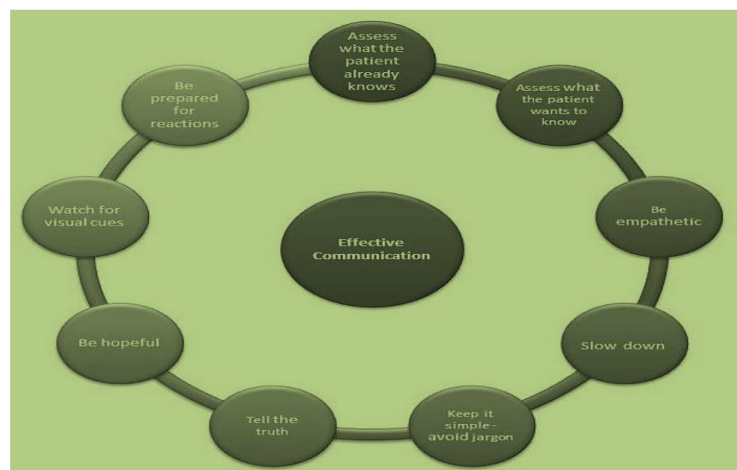 Assess
what the
patient
already
knows
Assess what
the patient
wants to
know
Be
empathetic
Slow down
Keep it
simple-
avoid jargon
Tell the
truth
Be hopeful
Watch for
visual cues
Be
prepared
for
reactions
Effective
Communication